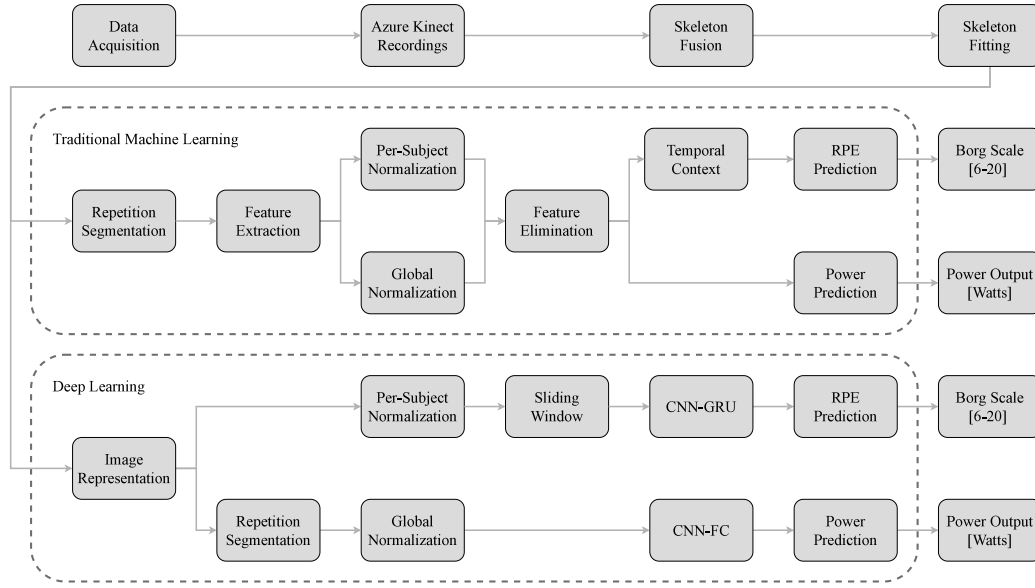 Data
Acquisition
Azure Kinect
Recordings
Skeleton
Fusion
Skeleton
Fitting
Traditional Machine Learning
Repetition
Segmentation
Feature
Extraction
Per-Subject
Normalization
Global
Normalization
Feature
Elimination
Temporal
Context
RPE
Prediction
Borg Scale
[6-20]
Power
Prediction
Power Output
[Watts]
Deep Learning
Image
Representation
Per-Subject
Normalization
Sliding
Window
CNN-GRU
RPE
Prediction
Borg Scale
[6-20]
Repetition
Segmentation
Global
Normalization
CNN-FC
Power
Prediction
Power Output
[Watts]